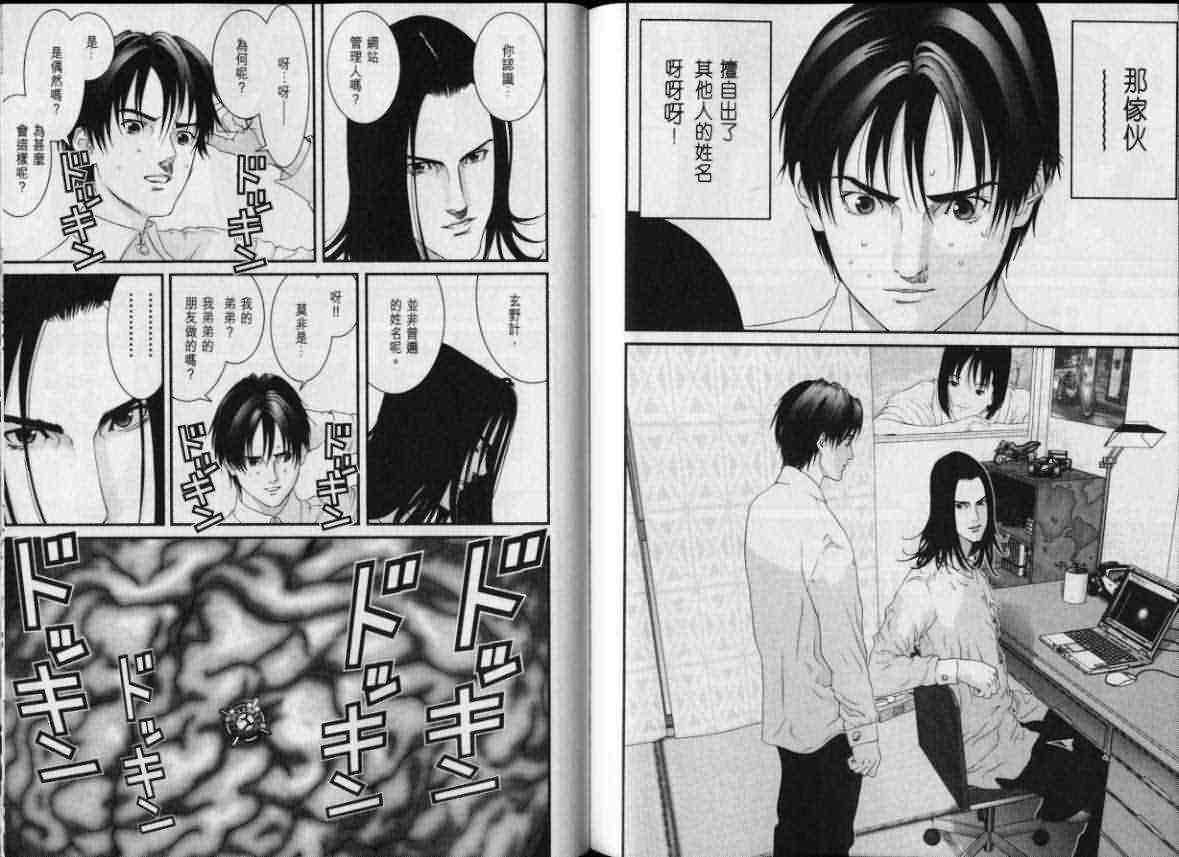 那傢伙
————
擅自出了
其他人的姓名
呀呀呀！
你認識…
網站
管理人嗎？
呀…呀—
為何呢？
是…
是偶然嗎？
為甚麼
會這樣呢？
ドッキン
ドッキン
玄野計，
並非普遍
的姓名呢。
呀!!
莫非是…
我的
弟弟？
我弟弟的
朋友做的嗎？
ドッキン
ドッキン
…………
…………
ドッキン
ドッキン
ドッキン
ドッキン